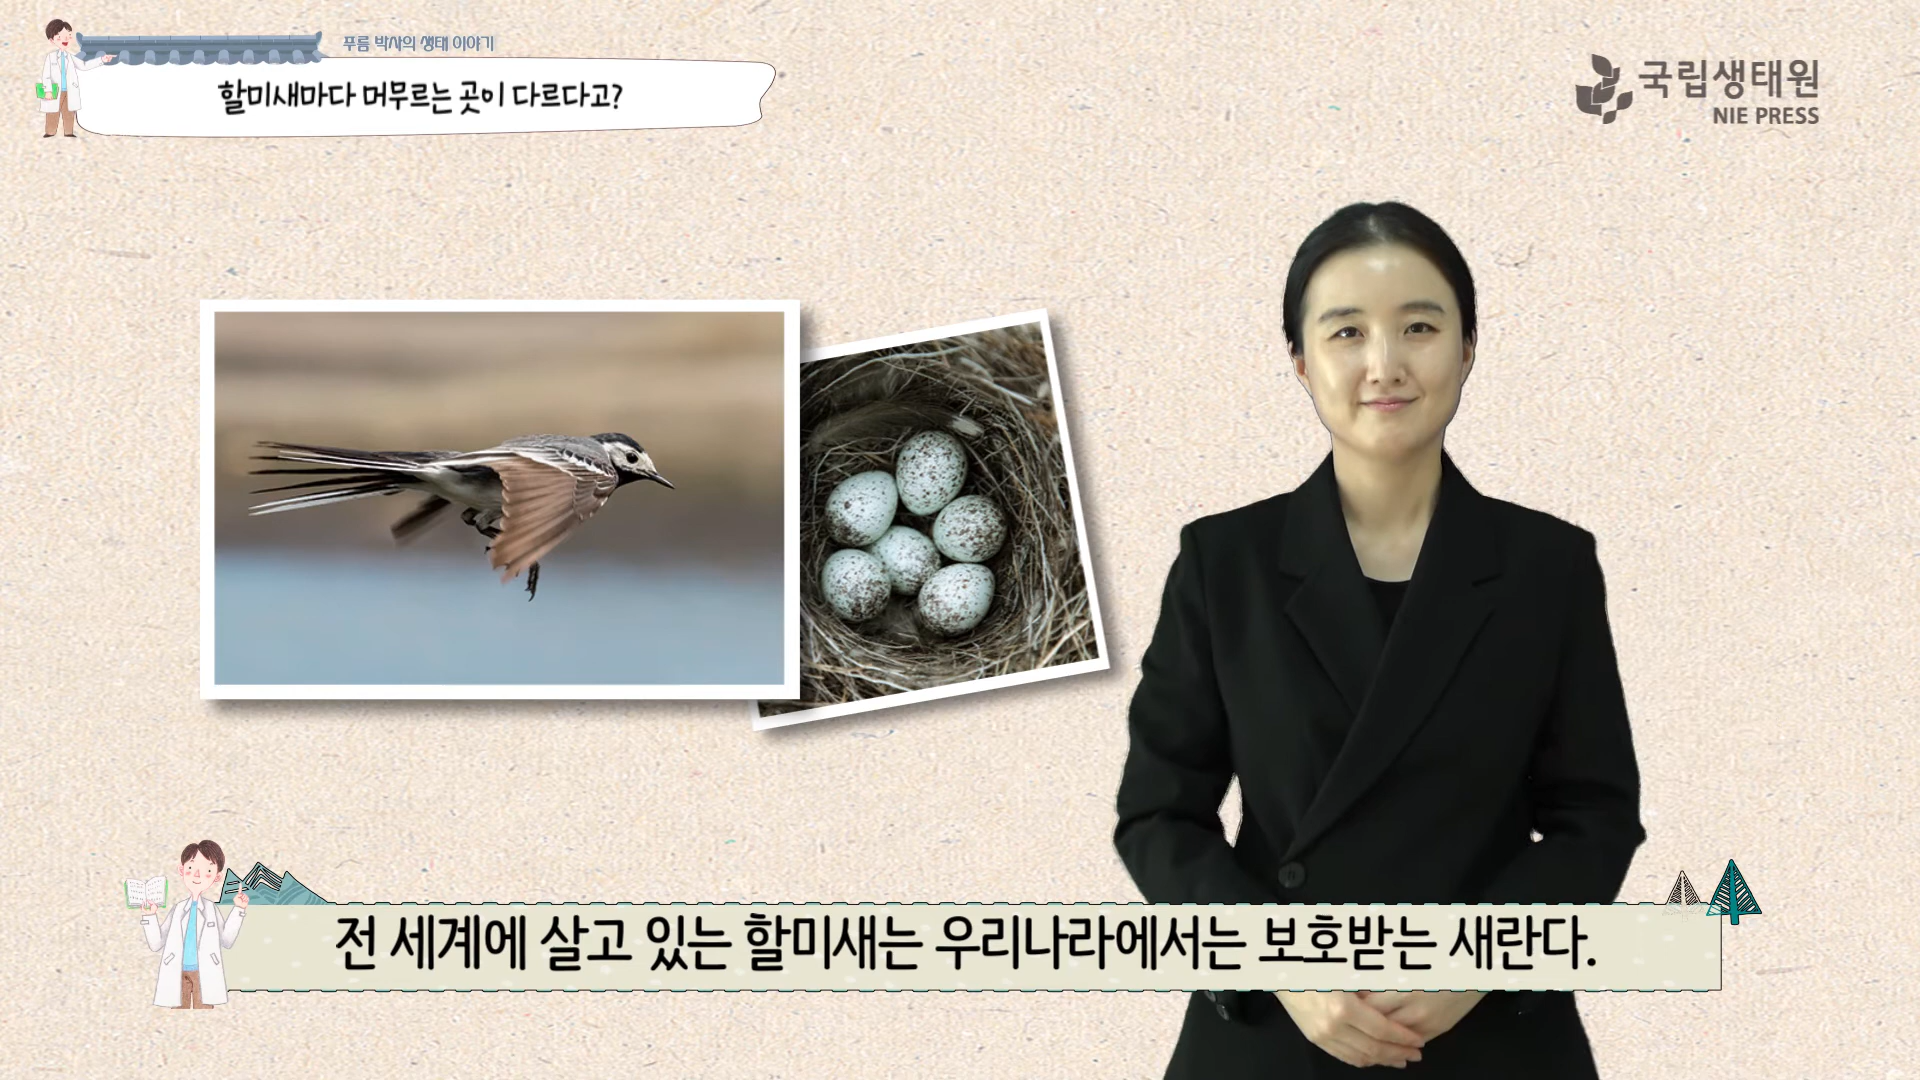 푸름 박사의 생태 이야기
할미새마다 머무르는 곳이 다르다고?
국립생태원
NIE PRESS
전 세계에 살고 있는 할미새는 우리나라에서는 보호받는 새란다.